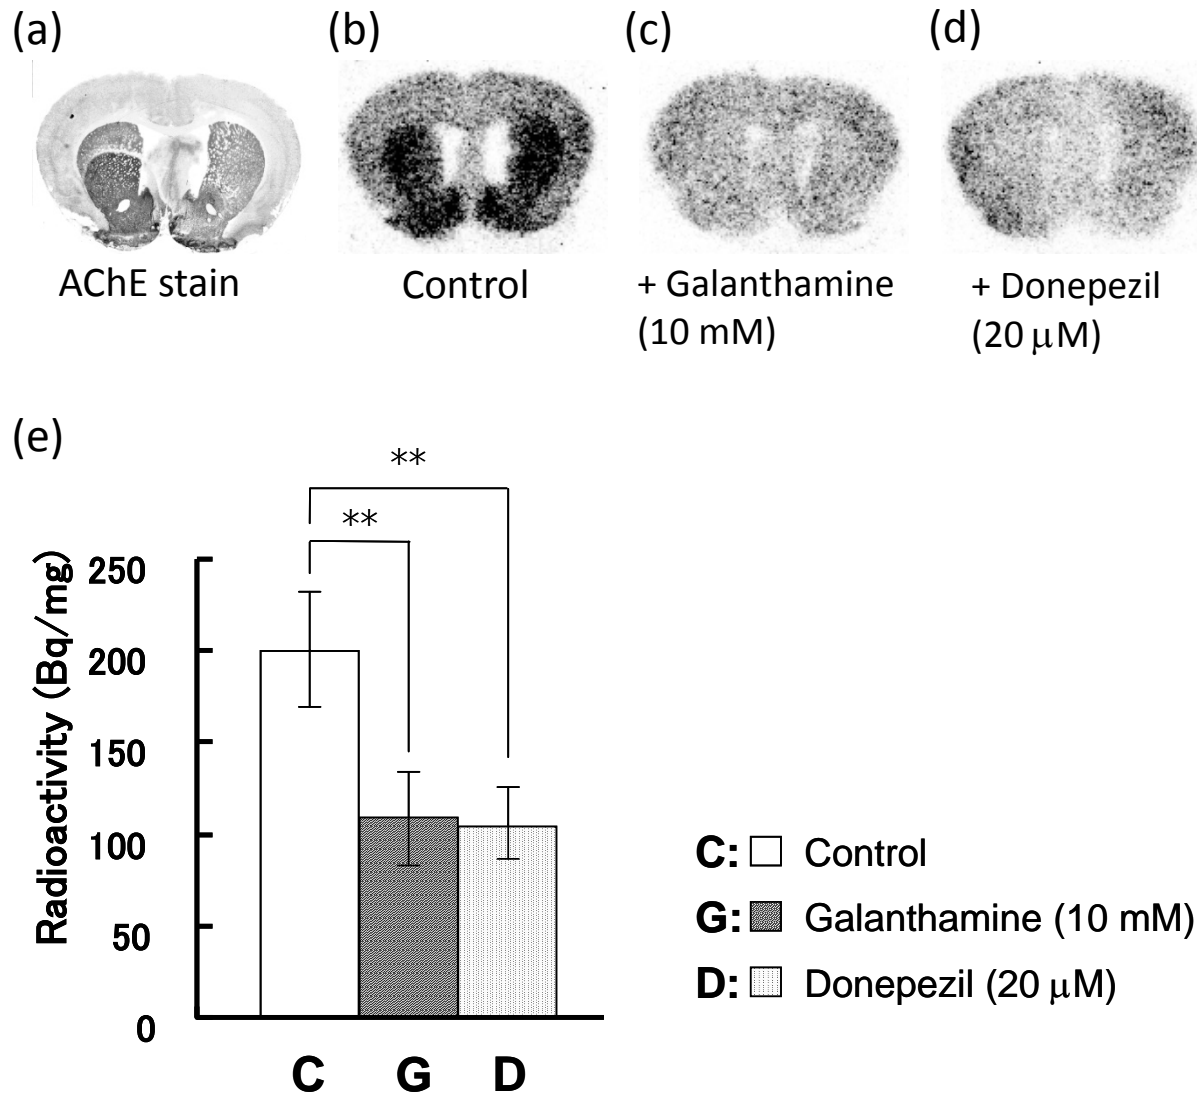 (a)
(b)
(c)
(d)
AChE stain
Control
+ Galanthamine
(10 mM)
+ Donepezil
(20 μM)
(e)
**
**
Radioactivity (Bq/mg)
250
200
150
100
50
0
C
G
D
C: Control
G: Galanthamine (10 mM)
D: Donepezil (20 μM)